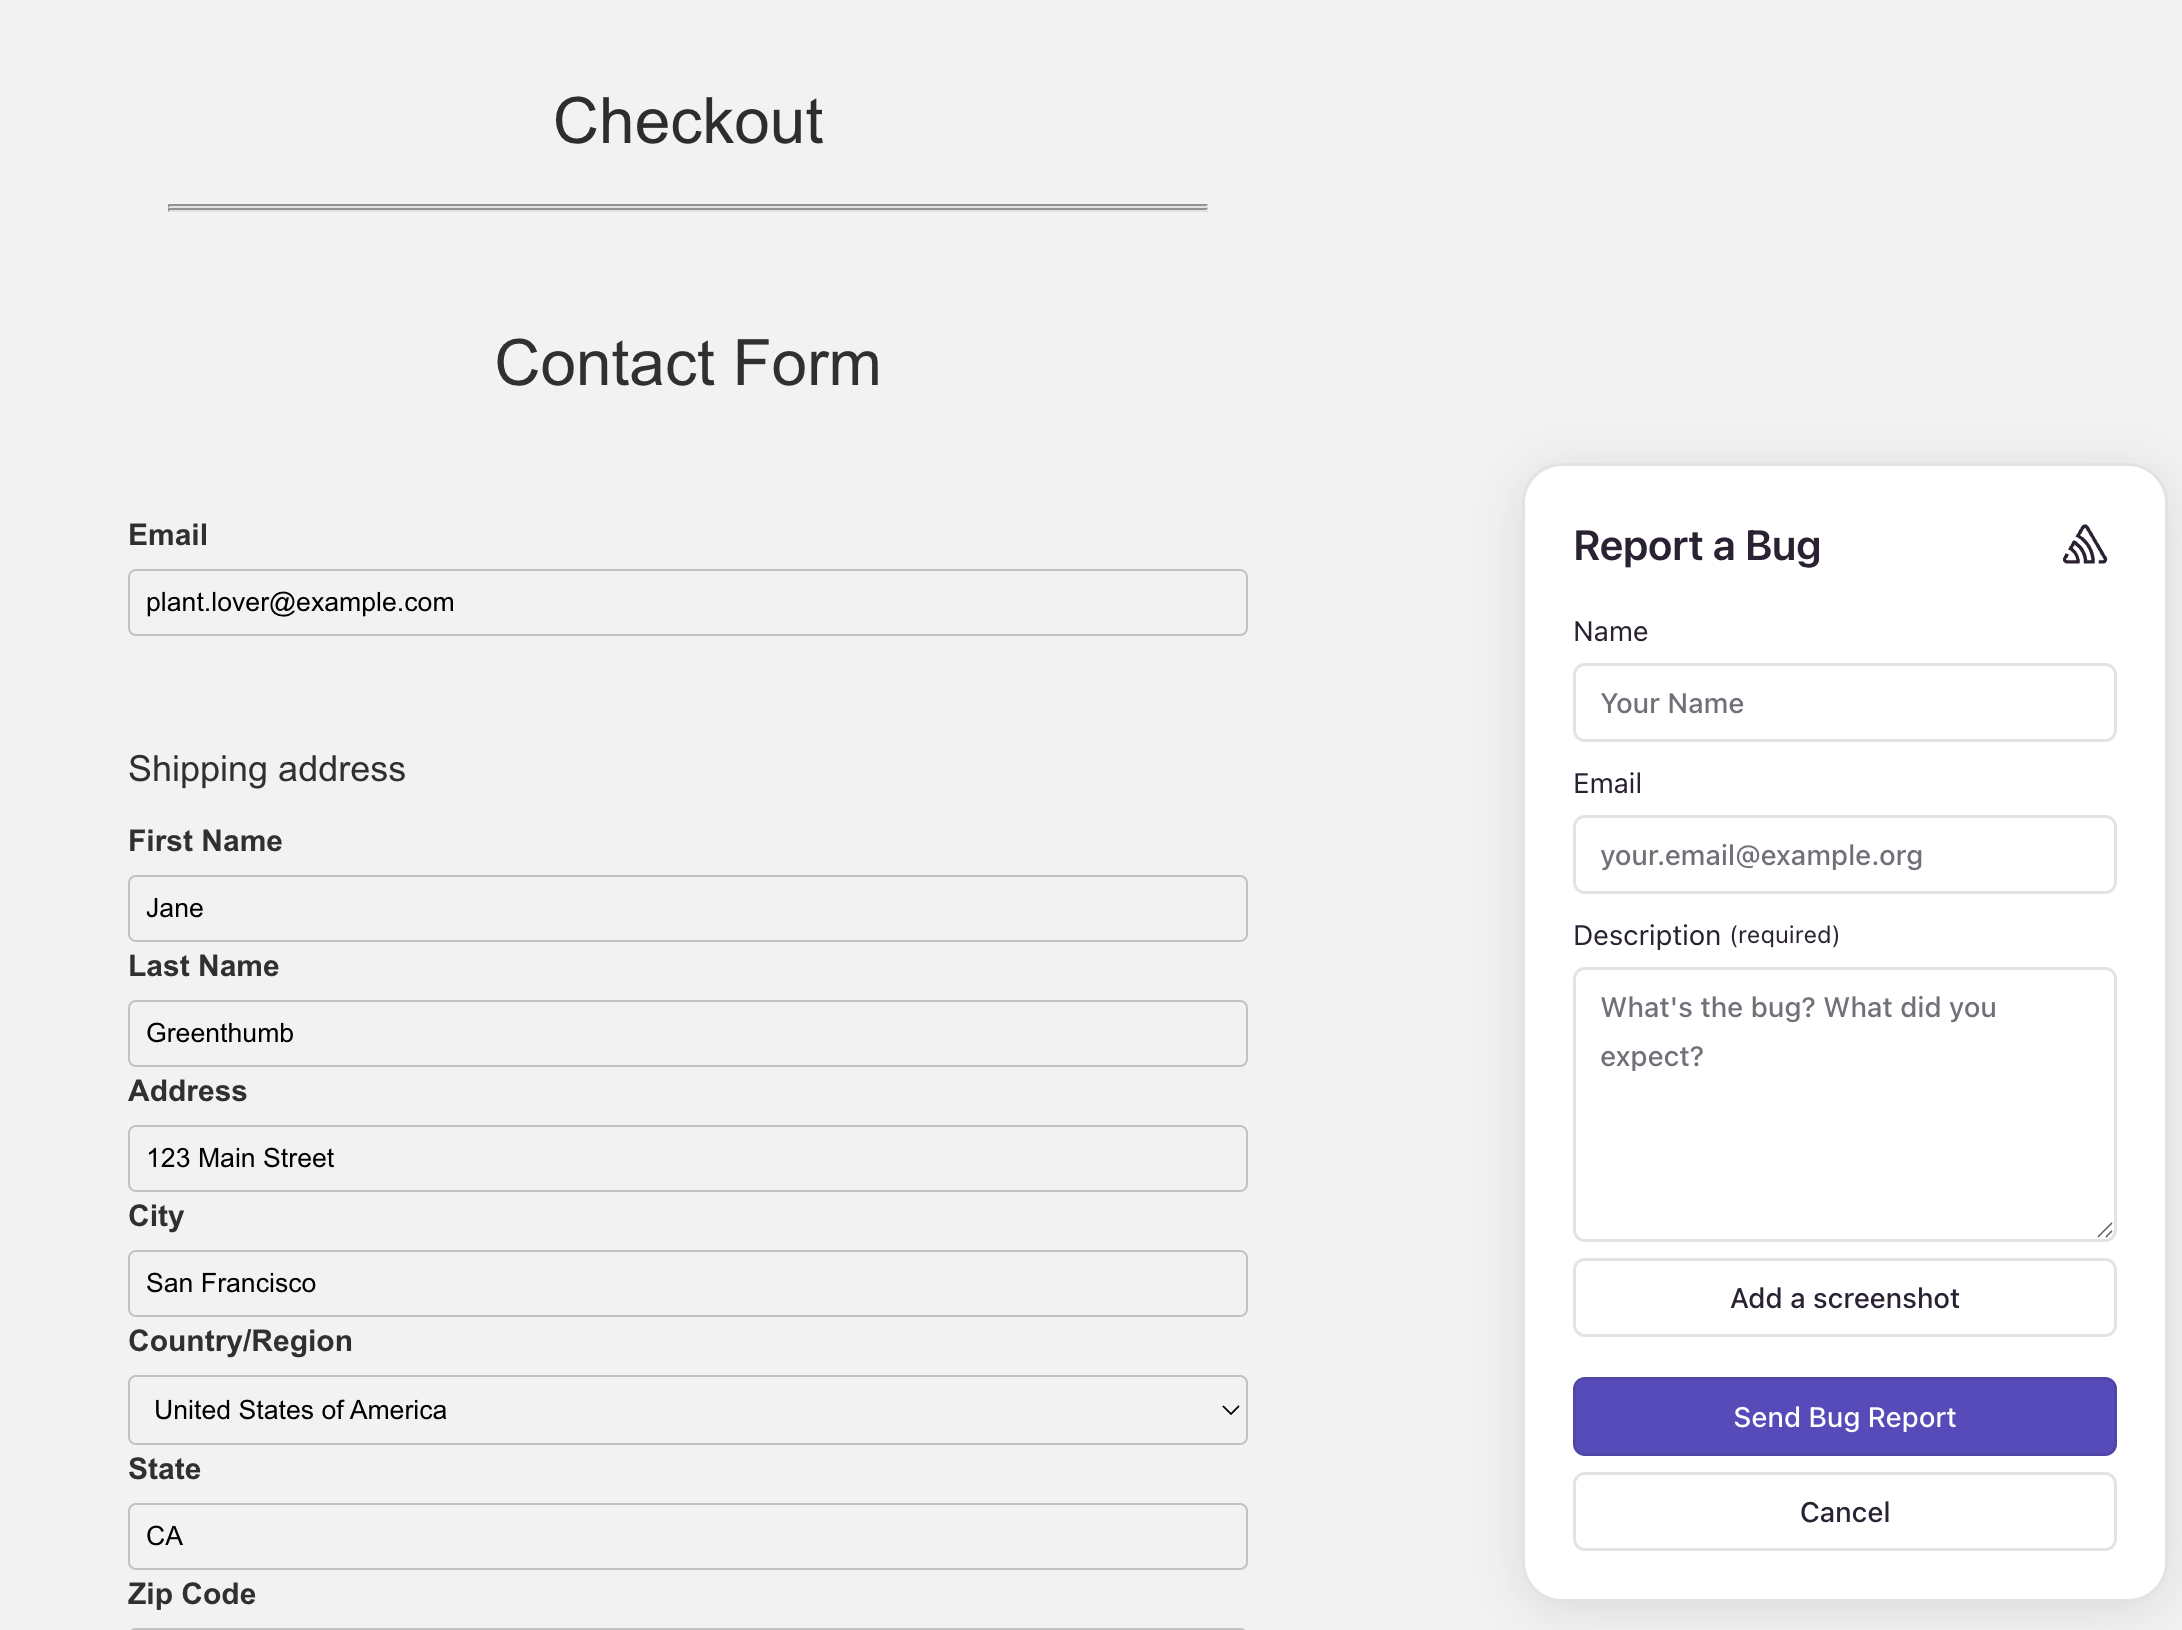 Checkout
Contact Form
Email
plant.lover@example.com
Shipping address
First Name
Jane
Last Name
Greenthumb
Address
123 Main Street
City
San Francisco
Country/Region
United States of America
State
CA
Zip Code
Report a Bug
Name
Your Name
Email
your.email@example.org
Description (required)
What's the bug? What did you
expect?
Add a screenshot
Send Bug Report
Cancel